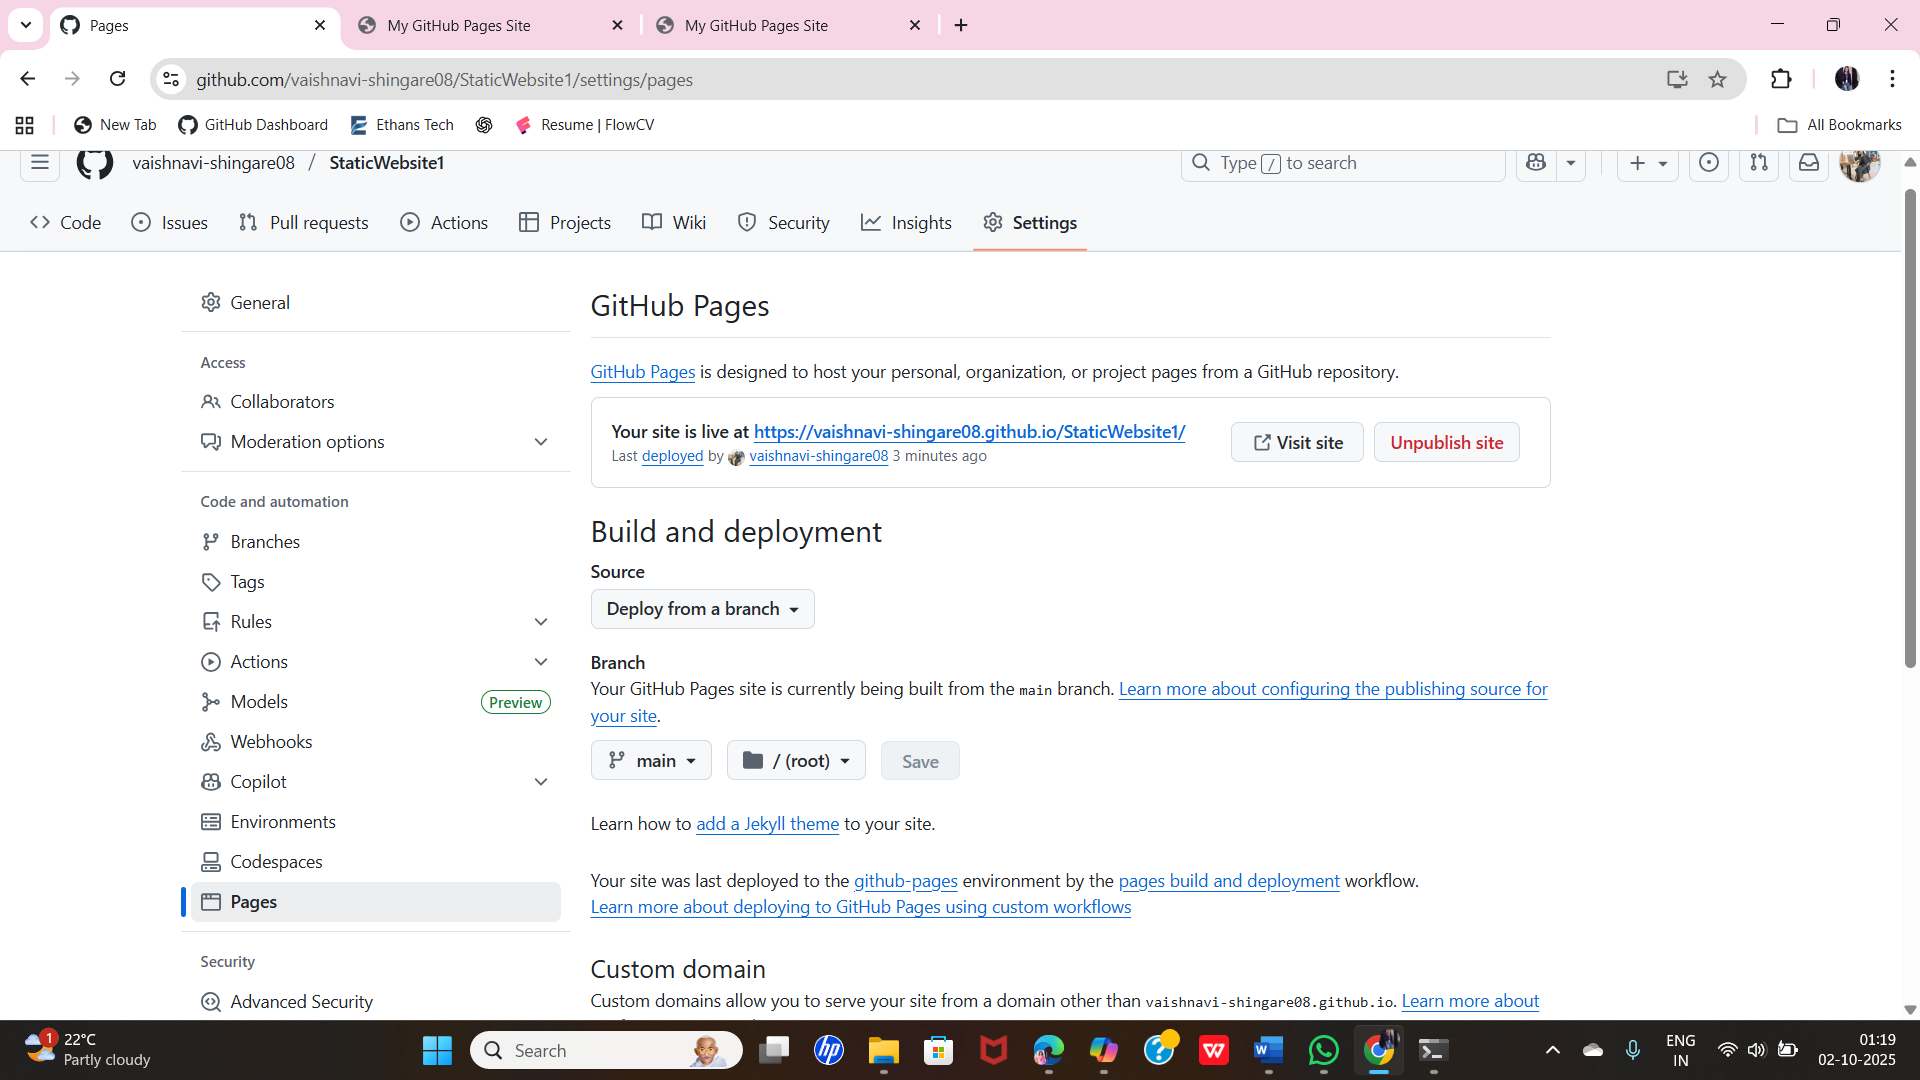 Pages
My GitHub Pages Site
My GitHub Pages Site
github.com/vaishnavi-shingare08/StaticWebsite1/settings/pages
New Tab
GitHub Dashboard
Ethans Tech
Resume | FlowCV
All Bookmarks
vaishnavi-shingare08 / StaticWebsite1
Type / to search
Code
Issues
Pull requests
Actions
Projects
Wiki
Security
Insights
Settings
General
Access
Collaborators
Moderation options
Code and automation
Branches
Tags
Rules
Actions
Models
Preview
Webhooks
Copilot
Environments
Codespaces
Pages
Security
Advanced Security
GitHub Pages
GitHub Pages is designed to host your personal, organization, or project pages from a GitHub repository.
Your site is live at https://vaishnavi-shingare08.github.io/StaticWebsite1/
Last deployed by vaishnavi-shingare08 3 minutes ago
Visit site
Unpublish site
Build and deployment
Source
Deploy from a branch
Branch
Your GitHub Pages site is currently being built from the main branch. Learn more about configuring the publishing source for
your site.
main
/ (root)
Save
Learn how to add a Jekyll theme to your site.
Your site was last deployed to the github-pages environment by the pages build and deployment workflow.
Learn more about deploying to GitHub Pages using custom workflows
Custom domain
Custom domains allow you to serve your site from a domain other than vaishnavi-shingare08.github.io. Learn more about
1
22°C
Partly cloudy
Search
ENG
IN
01:19
02-10-2025